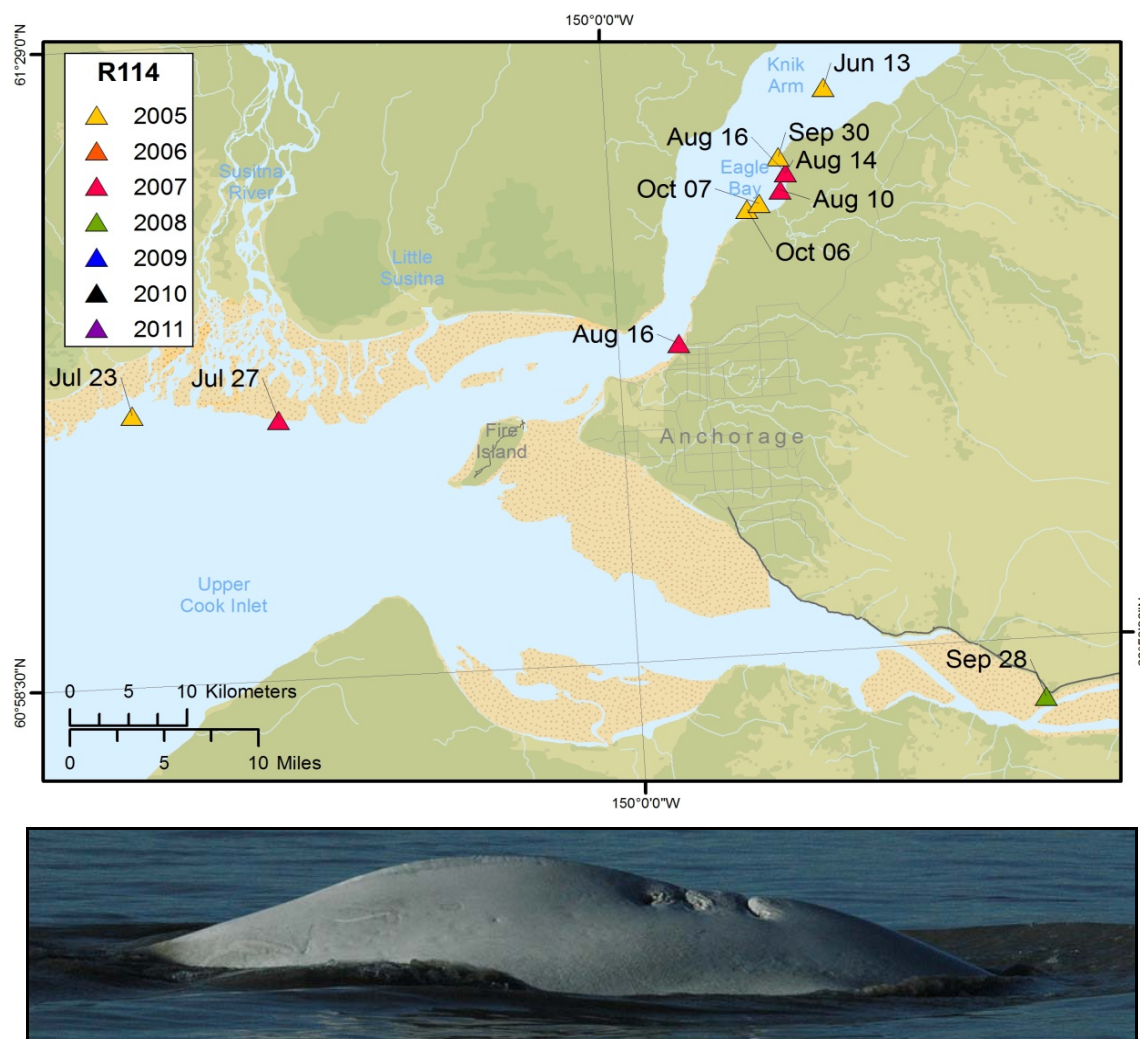 150°0'0"W
61°29'0"N
R114
2005
2006
2007
2008
2009
2010
2011
Knik
Arm
Jun 13
Aug 16
Sep 30
Eagle
Bay
Aug 14
Oct 07
Aug 10
Oct 06
Susitna
River
Little
Susitna
Aug 16
Jul 23
Jul 27
Fire
Island
Anchorage
Upper
Cook Inlet
Sep 28
60°58'30"N
0 5 10 Kilometers
0 5 10 Miles
150°0'0"W